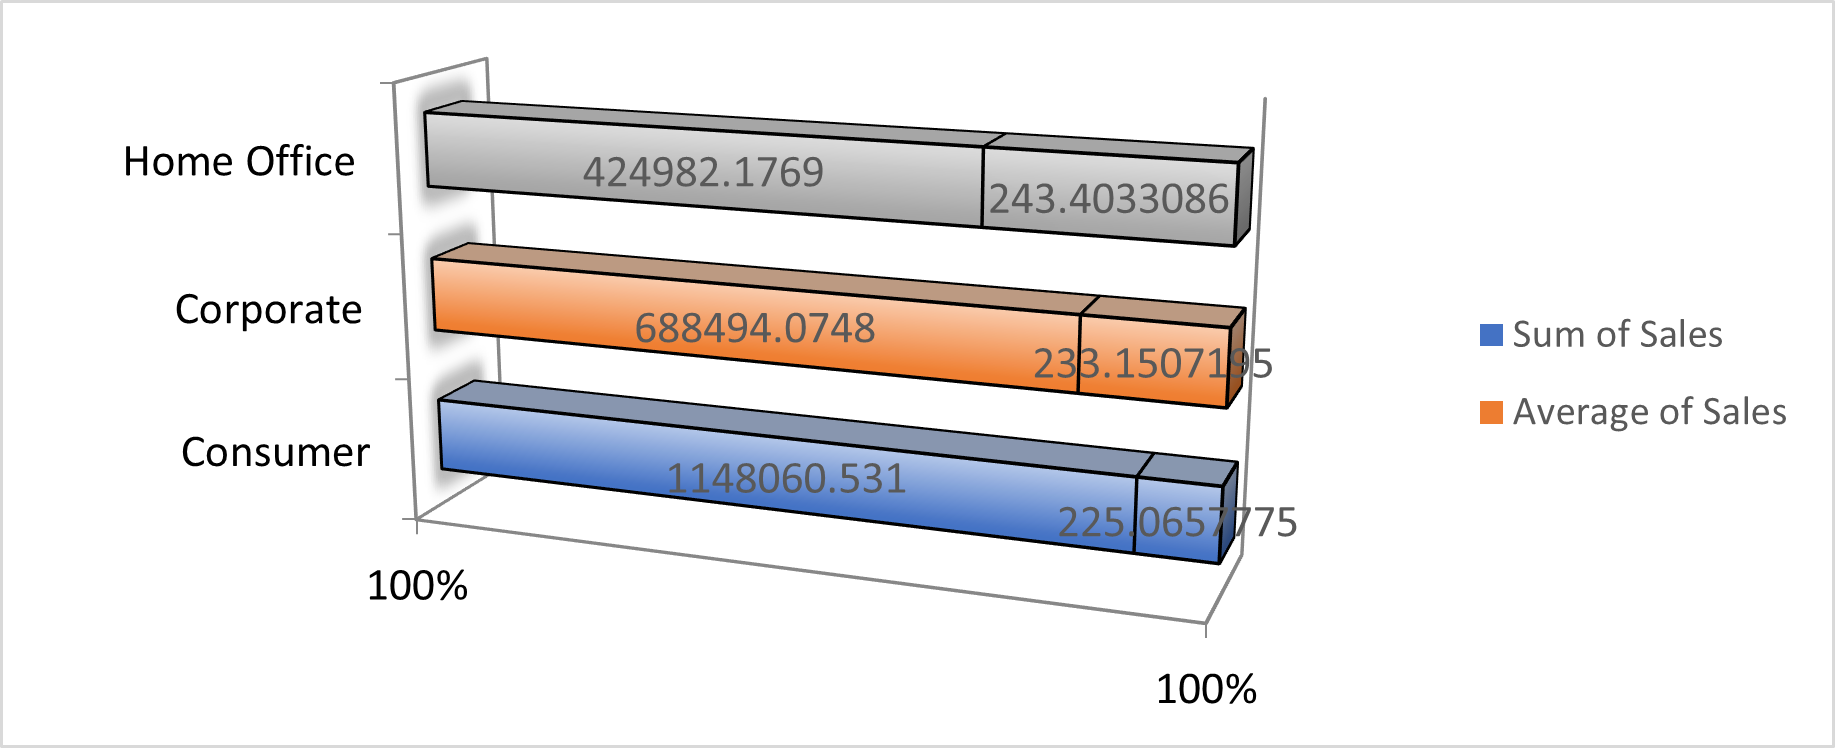 Home Office
424982.1769
243.4033086
Corporate
688494.0748
233.1507195
Consumer
1148060.531
225.0657775
100%
100%
Sum of Sales
Average of Sales